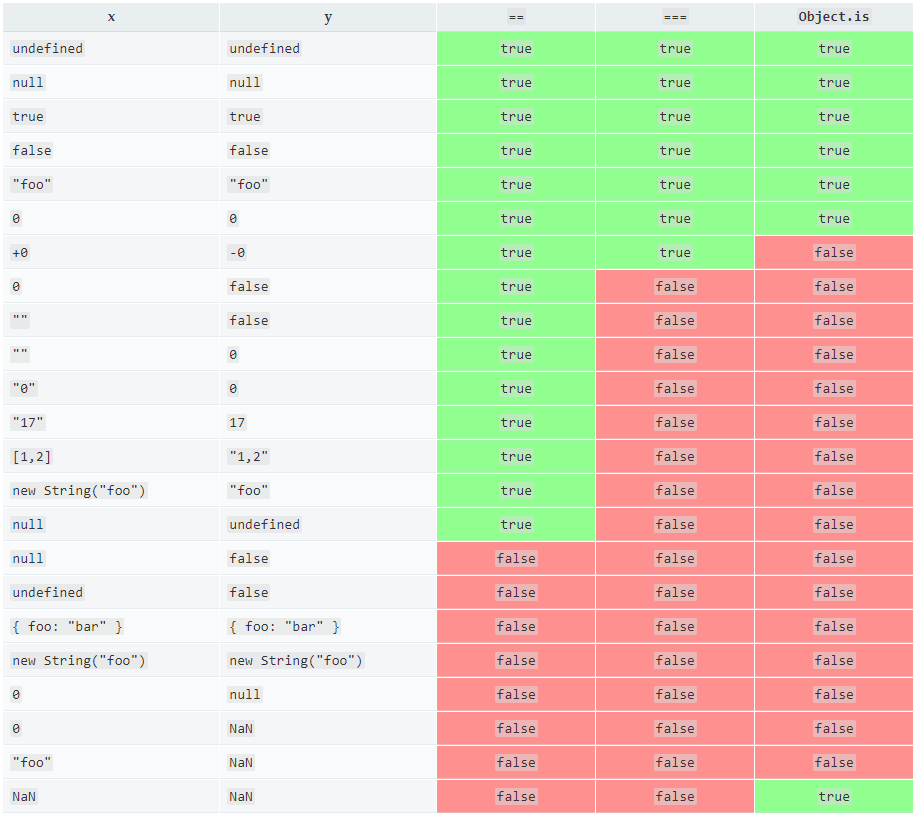 x y == === Object.is
undefined undefined true true true
null null true true true
true true true true true
false false true true true
"foo" "foo" true true true
0 0 true true true
+0 -0 true true false
0 false true false false
"" false true false false
"" 0 true false false
"0" 0 true false false
"17" 17 true false false
[1,2] "1,2" true false false
new String("foo") "foo" true false false
null undefined true false false
null false false false false
undefined false false false false
{ foo: "bar" } { foo: "bar" } false false false
new String("foo") new String("foo") false false false
0 null false false false
0 NaN false false false
"foo" NaN false false false
NaN NaN false false true